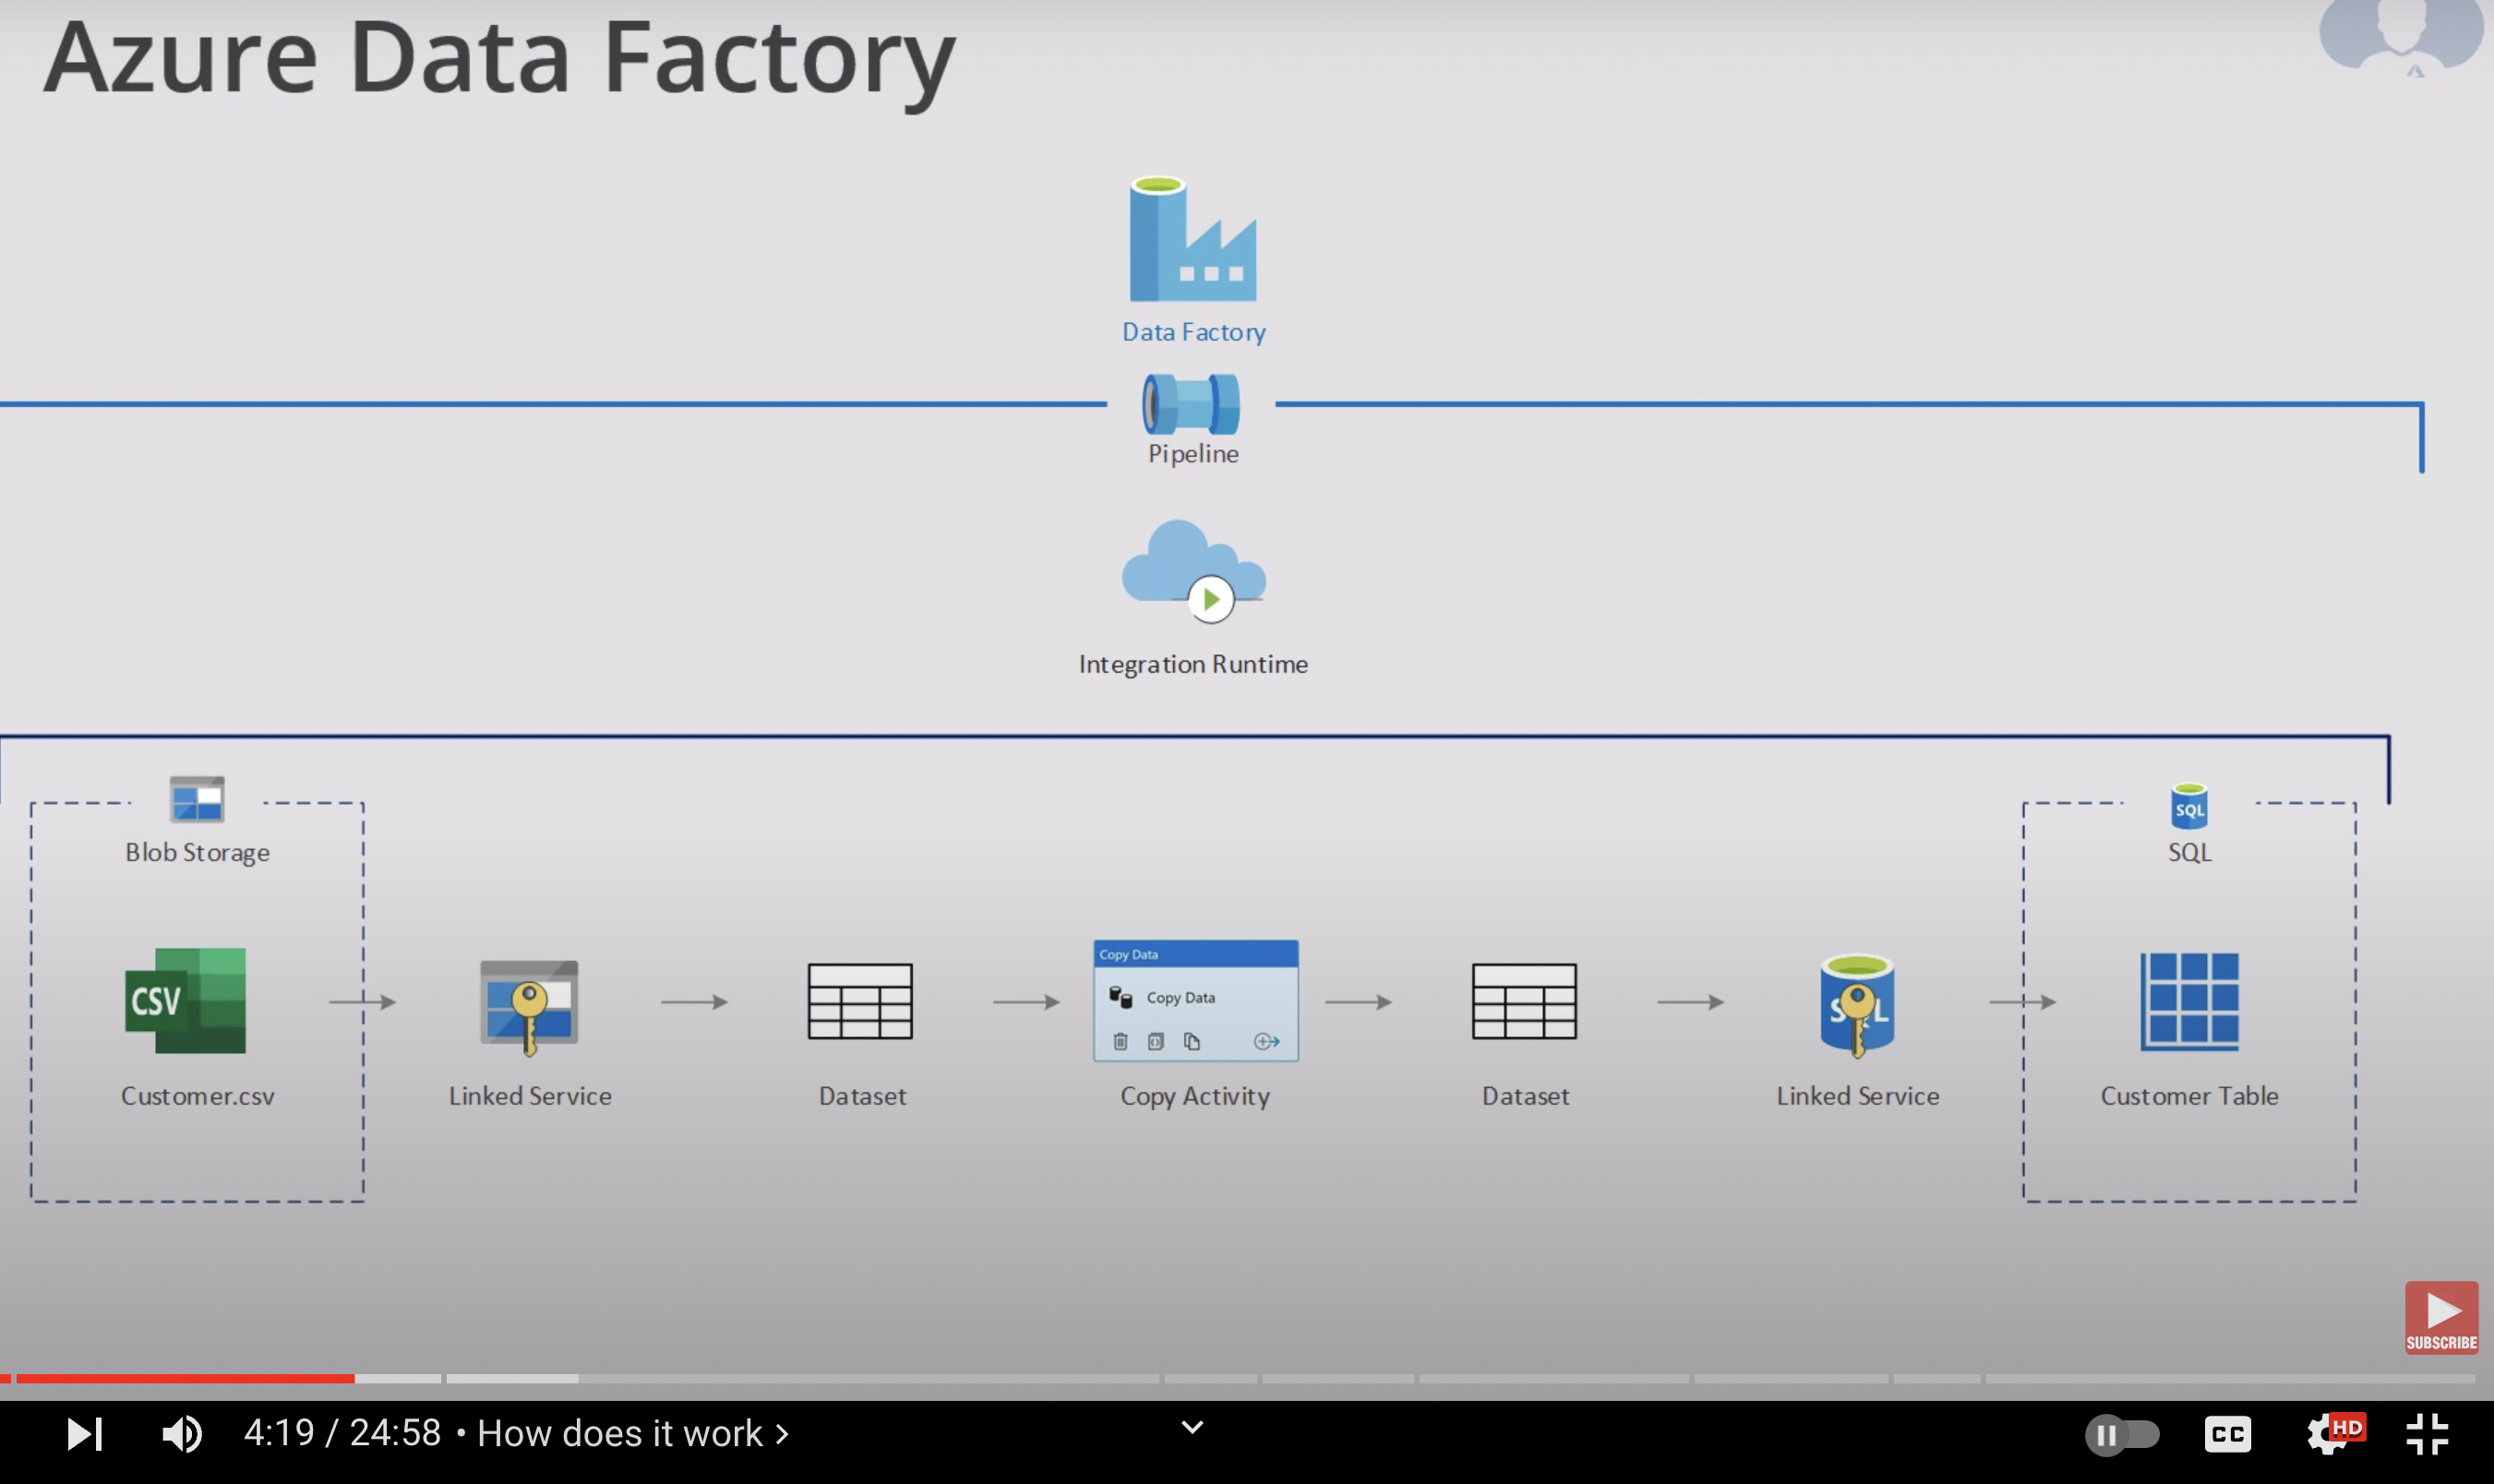 Azure Data Factory
Data Factory
Pipeline
Integration Runtime
Blob Storage
SQL
SQL
CSV
Copy Data
Copy Data
SQL
Customer.csv
Linked Service
Dataset
Copy Activity
Dataset
Linked Service
Customer Table
SUBSCRIBE
4:19 / 24:58 • How does it work >
CC
HD